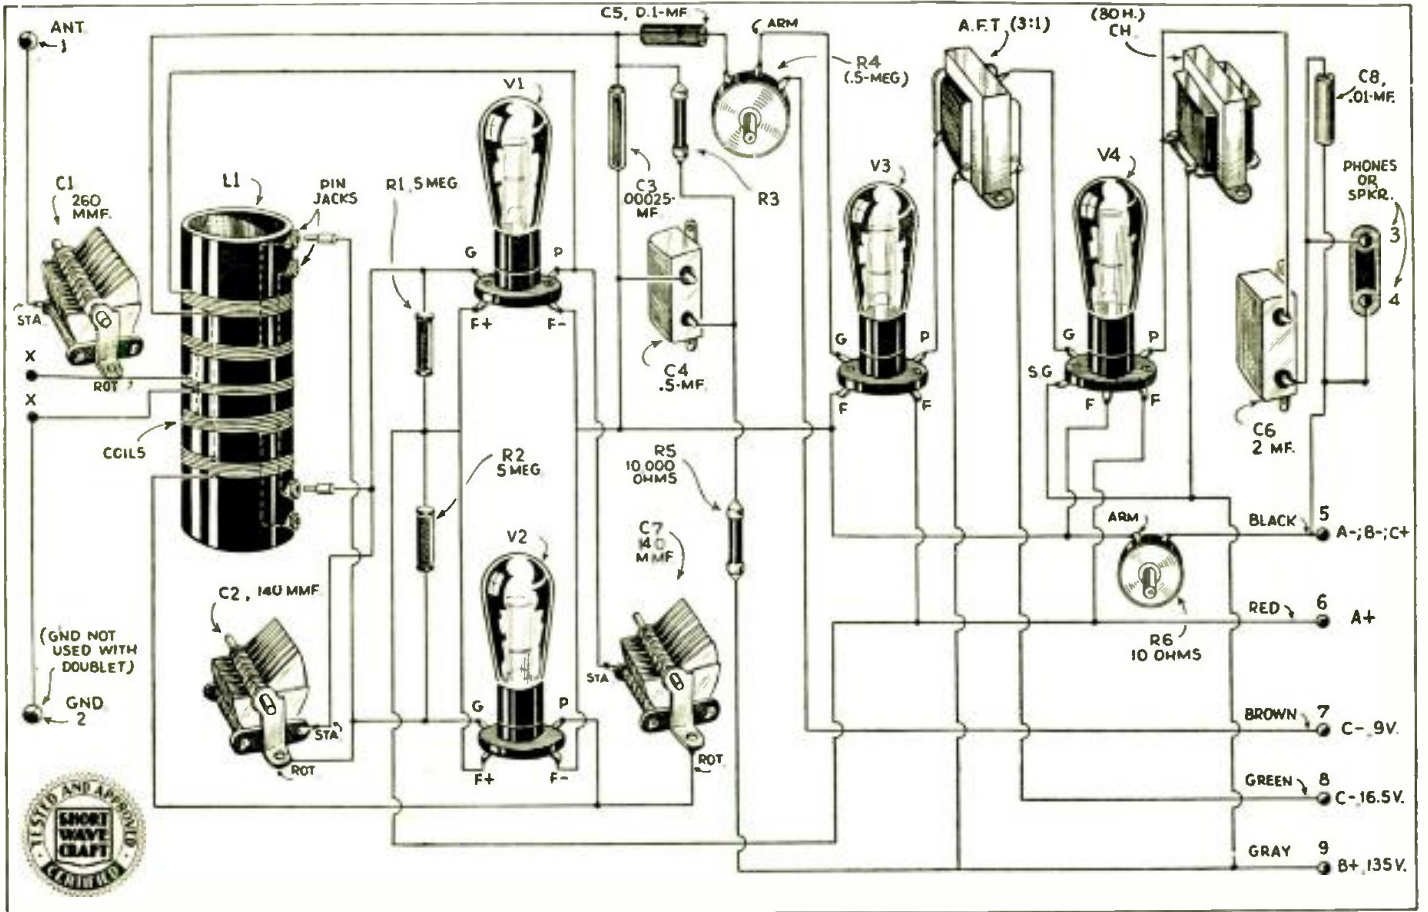 ANT.
1
C1
260
MMF.
STA.
ROT.
X
X
COILS
(GND NOT
USED WITH
DOUBLET)
GND
2
L1
PIN
JACKS
C2, 140 MMF.
STA.
ROT.
R1, 5 MEG.
V1
G
P
F+
F-
R2
5 MEG.
V2
G
P
F+
F-
C5, 0.1-MF.
ARM
R4
(.5-MEG)
C3
.00025-
MF.
R3
C4
.5-MF.
R5
10,000
OHMS
C7
140
MMF
STA.
ROT.
V3
G
P
F
F
A.F.T. (3:1)
(80 H.)
CH.
V4
G
P
SG
F
F
C8,
.01-MF.
PHONES
OR
SPKR.
3
4
C6
2 MF.
ARM
R6
10 OHMS
BLACK 5 A-;B-;C+
RED 6 A+
BROWN 7 C-, 9V.
GREEN 8 C-16.5V.
GRAY 9 B+, 135V.
TESTED AND APPROVED
SHORT
WAVE
CRAFT
CERTIFIED